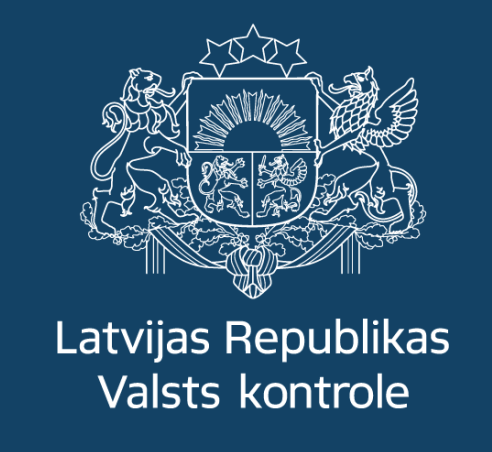 Latvijas Republikas
Valsts kontrole